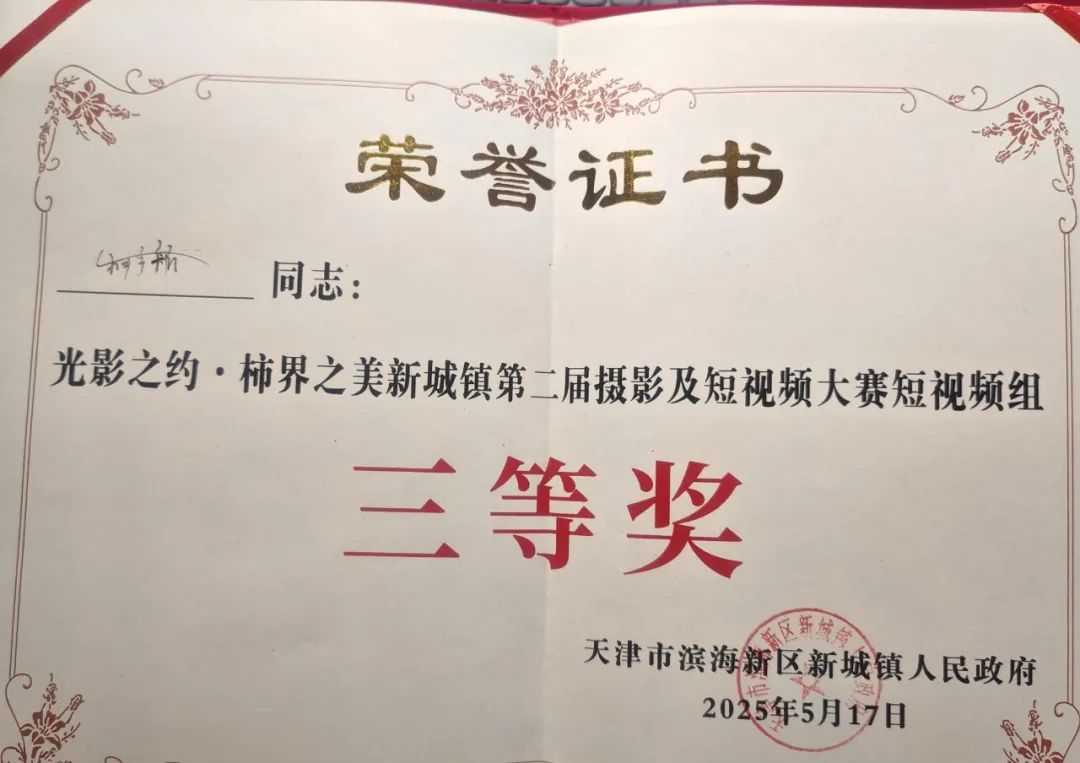 荣誉证书
同志：
光影之约·柿界之美新城镇第二届摄影及短视频大赛短视频组
三等奖
天津市滨海新区新城镇人民政府
2025年5月17日